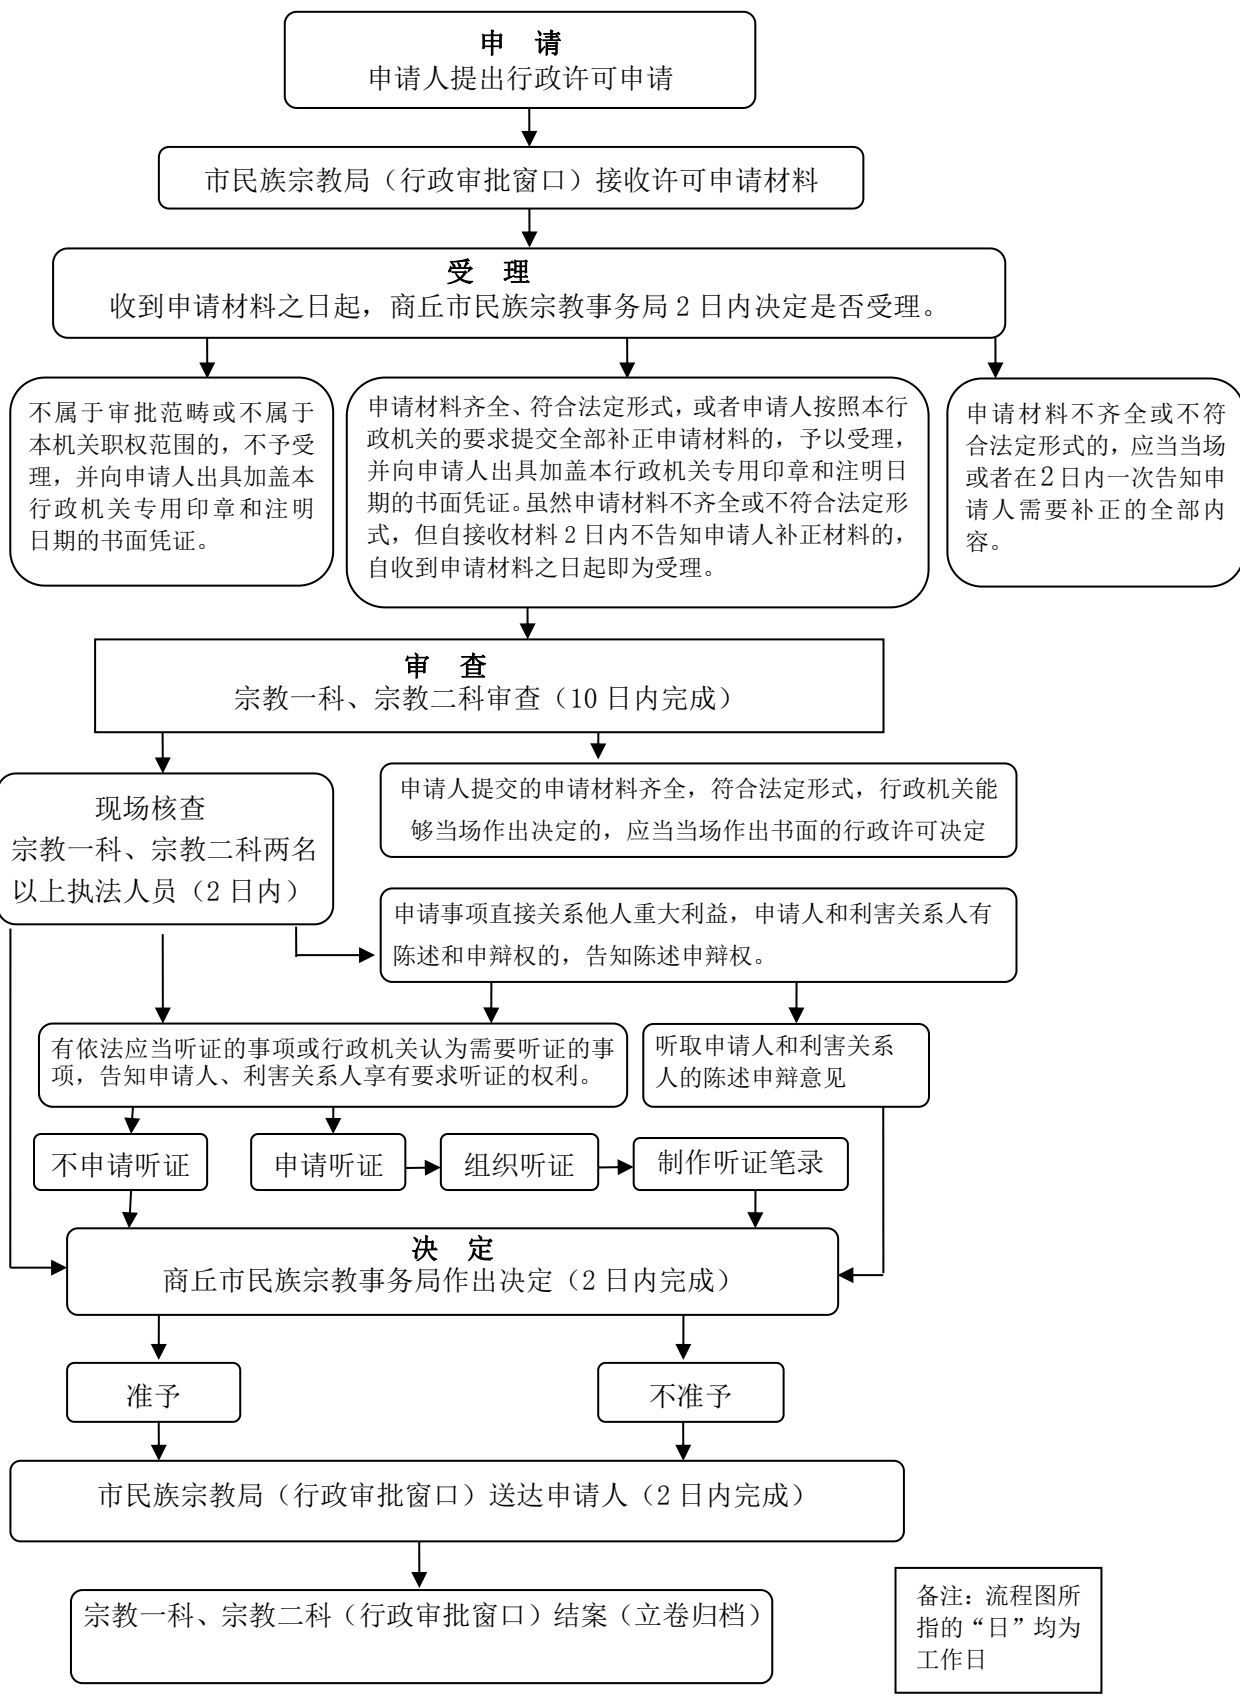 申 请
申请人提出行政许可申请
市民族宗教局（行政审批窗口）接收许可申请材料
受 理
收到申请材料之日起，商丘市民族宗教事务局 2 日内决定是否受理。
不属于审批范畴或不属于
本机关职权范围的，不予受
理，并向申请人出具加盖本
行政机关专用印章和注明
日期的书面凭证。
申请材料齐全、符合法定形式，或者申请人按照本行
政机关的要求提交全部补正申请材料的，予以受理，
并向申请人出具加盖本行政机关专用印章和注明日
期的书面凭证。虽然申请材料不齐全或不符合法定形
式，但自接收材料 2 日内不告知申请人补正材料的，
自收到申请材料之日起即为受理。
申请材料不齐全或不符
合法定形式的，应当当场
或者在 2 日内一次告知申
请人需要补正的全部内
容。
审 查
宗教一科、宗教二科审查（10 日内完成）
现场核查
宗教一科、宗教二科两名
以上执法人员（2 日内）
申请人提交的申请材料齐全，符合法定形式，行政机关能
够当场作出决定的，应当当场作出书面的行政许可决定
申请事项直接关系他人重大利益，申请人和利害关系人有
陈述和申辩权的，告知陈述申辩权。
有依法应当听证的事项或行政机关认为需要听证的事
项，告知申请人、利害关系人享有要求听证的权利。
听取申请人和利害关系
人的陈述申辩意见
不申请听证
申请听证
组织听证
制作听证笔录
决 定
商丘市民族宗教事务局作出决定（2 日内完成）
准予
不准予
市民族宗教局（行政审批窗口）送达申请人（2 日内完成）
宗教一科、宗教二科（行政审批窗口）结案（立卷归档）
备注：流程图所
指的“日”均为
工作日